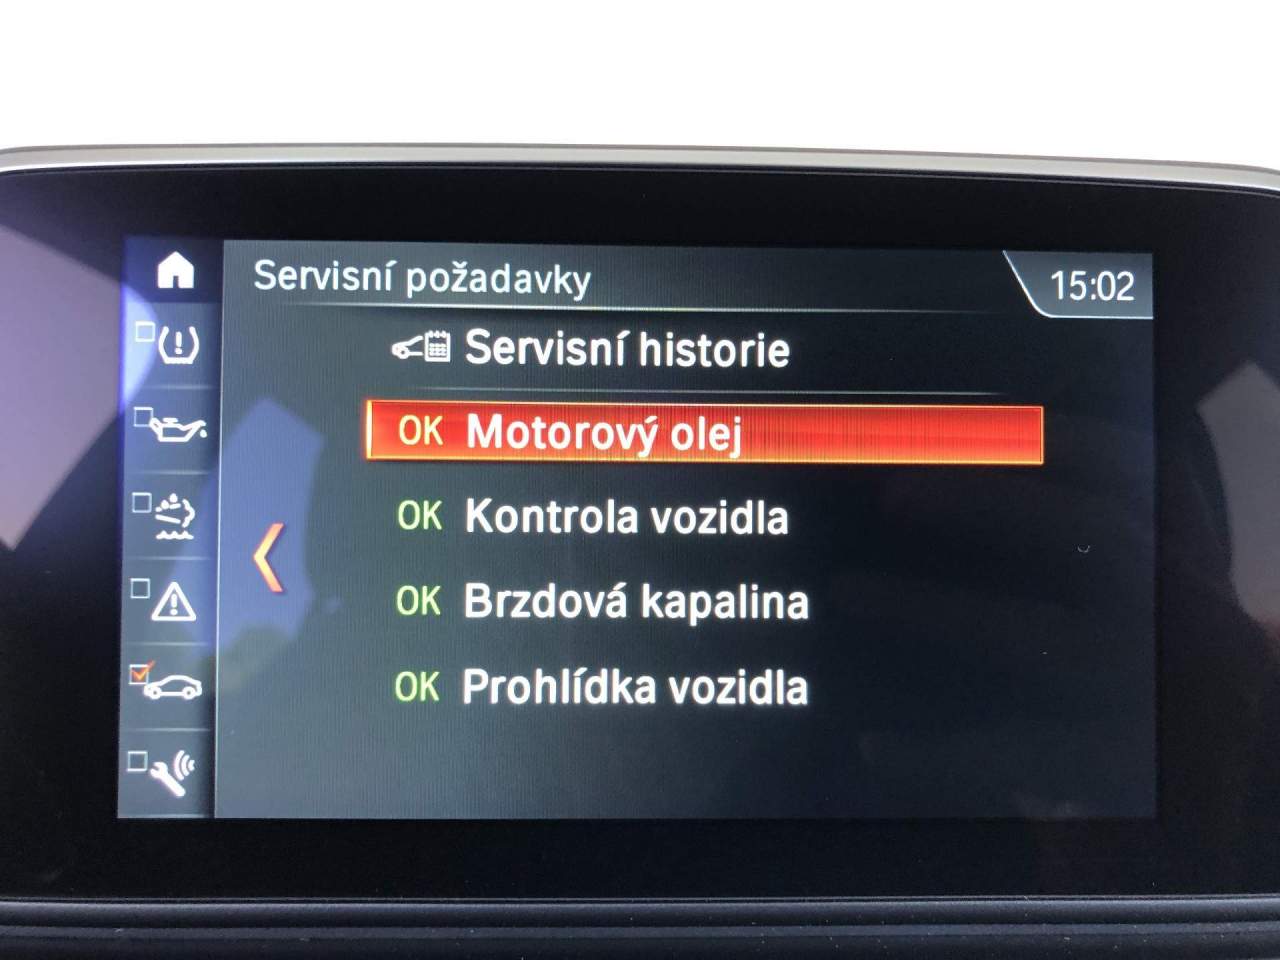 Servisní požadavky
15:02
Servisní historie
OK Motorový olej
OK Kontrola vozidla
OK Brzdová kapalina
OK Prohlídka vozidla